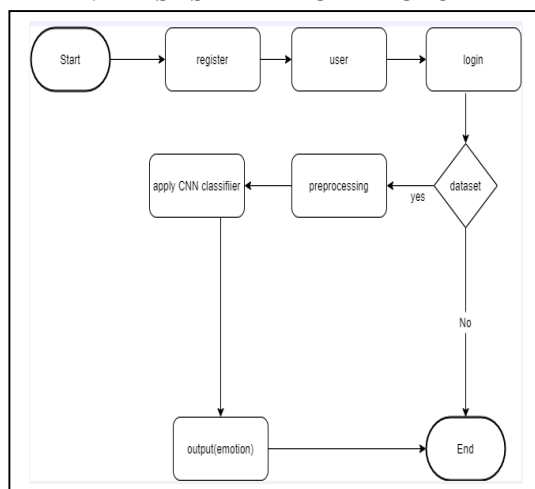 Start
register
user
login
dataset
yes
preprocessing
apply CNN classifiier
No
output(emotion)
End